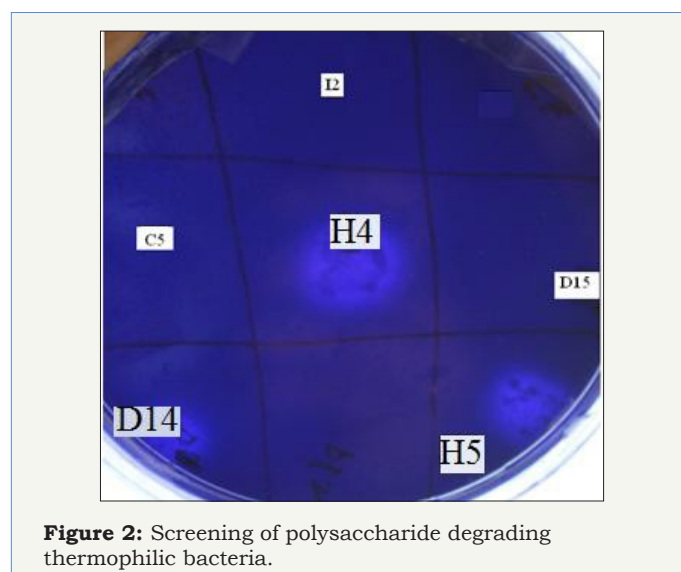 I2
H4
C5
D15
D14
H5
Figure 2: Screening of polysaccharide degrading
thermophilic bacteria.